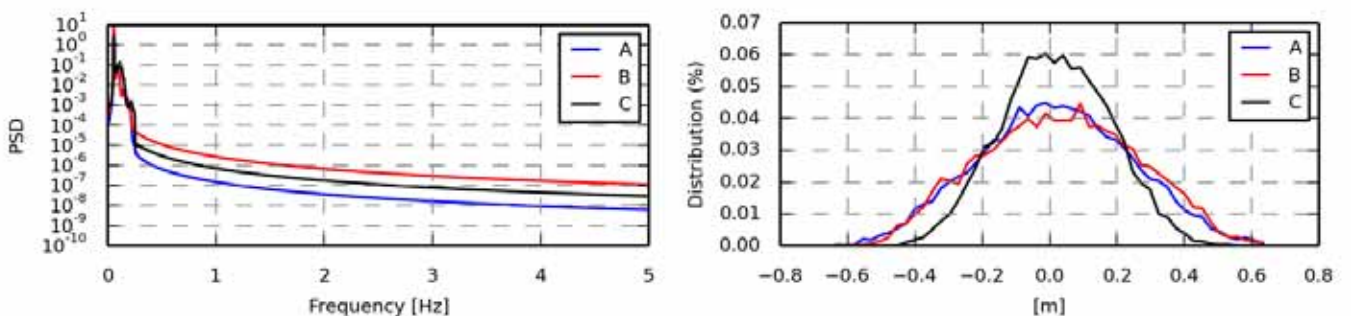 10^1
10^0
10^-1
10^-2
10^-3
10^-4
10^-5
10^-6
10^-7
10^-8
10^-9
10^-10
PSD
0 1 2 3 4 5
Frequency [Hz]
A
B
C
0.07
0.06
0.05
0.04
0.03
0.02
0.01
0.00
Distribution (%)
−0.8 −0.6 −0.4 −0.2 0.0 0.2 0.4 0.6 0.8
[m]
A
B
C